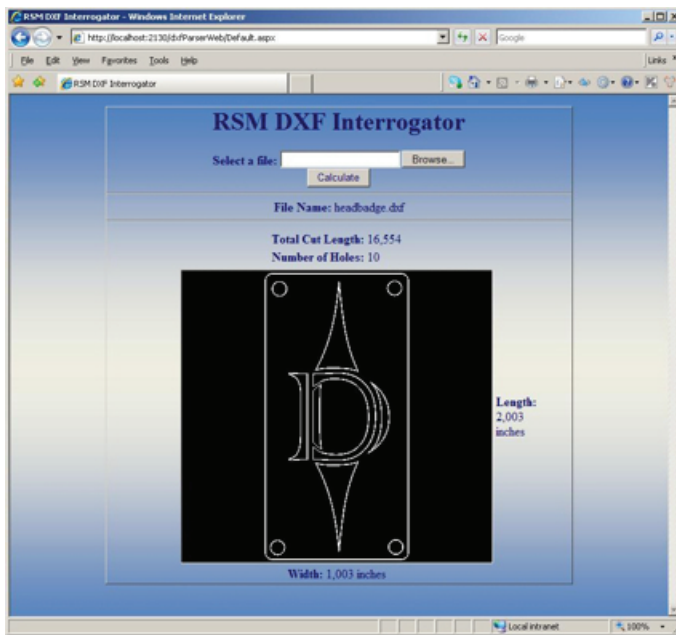 RSM DXF Interrogator - Windows Internet Explorer
http://localhost:2130/dxfParserWeb/Default.aspx
Google
File Edit View Favorites Tools Help
Links
RSM DXF Interrogator
RSM DXF Interrogator
Select a file: Browse...
Calculate
File Name: headbadge.dxf
Total Cut Length: 16,554
Number of Holes: 10
D
Length:
2,003
inches
Width: 1,003 inches
Local intranet 100%